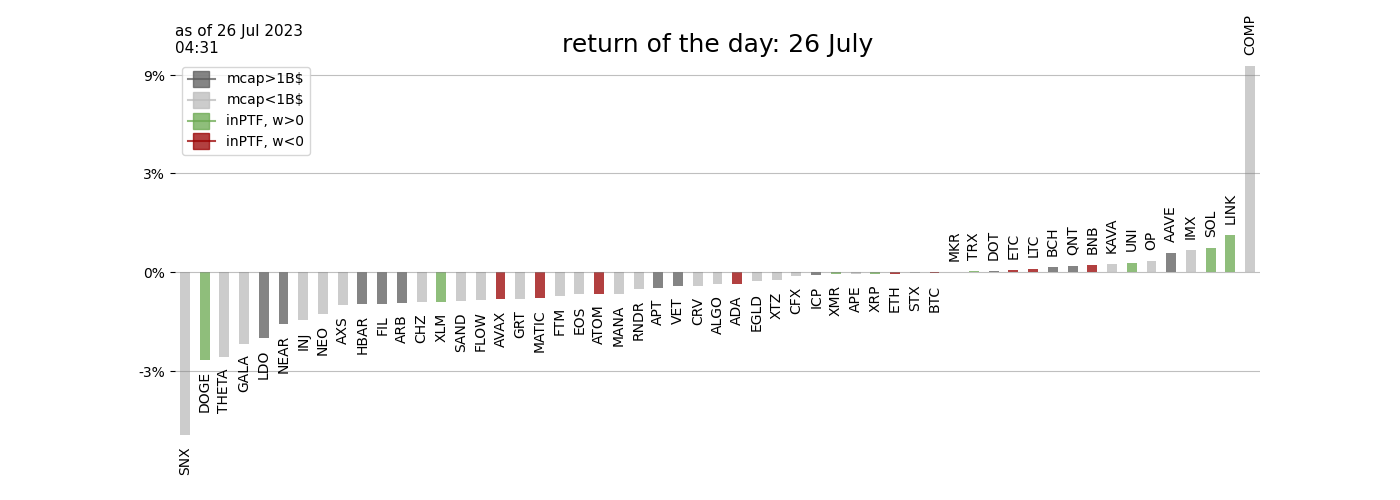 as of 26 Jul 2023
04:31
return of the day: 26 July
mcap>1B$
mcap<1B$
inPTF, w>0
inPTF, w<0
9%
3%
0%
-3%
SNX
DOGE
THETA
GALA
LDO
NEAR
INJ
NEO
AXS
HBAR
FIL
ARB
CHZ
XLM
SAND
FLOW
AVAX
GRT
MATIC
FTM
EOS
ATOM
MANA
RNDR
APT
VET
CRV
ALGO
ADA
EGLD
XTZ
CFX
ICP
XMR
APE
XRP
ETH
STX
BTC
MKR
TRX
DOT
ETC
LTC
BCH
QNT
BNB
KAVA
UNI
OP
AAVE
IMX
SOL
LINK
COMP